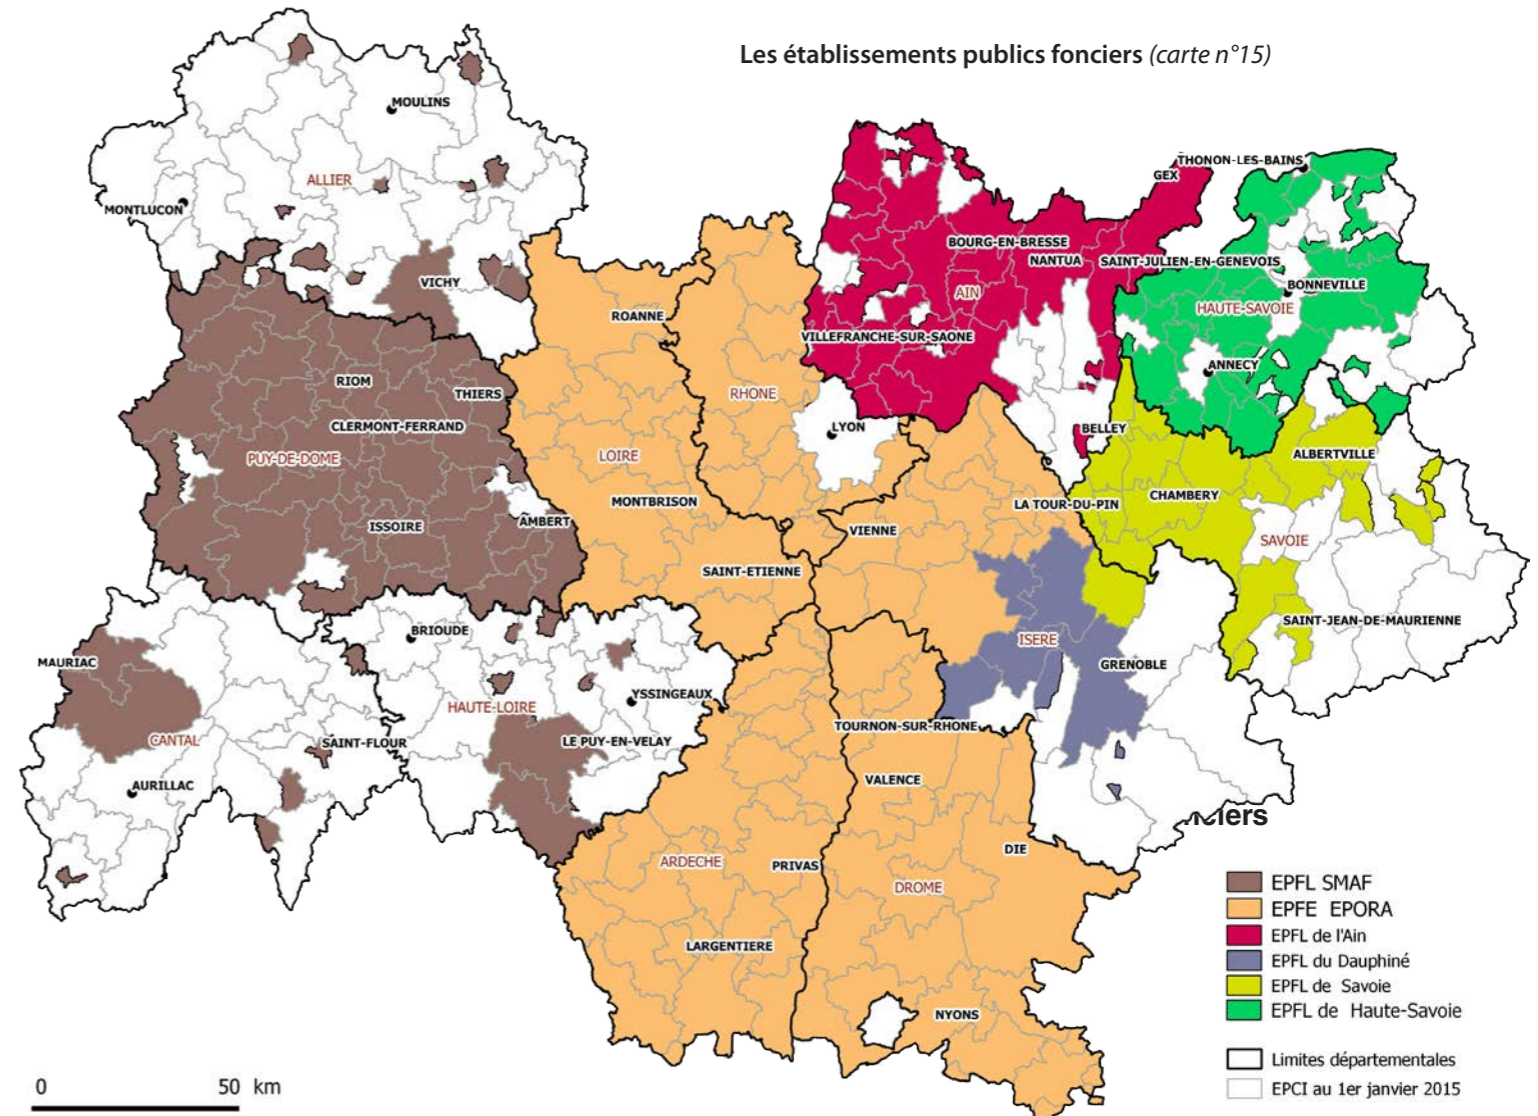 Les établissements publics fonciers (carte n°15)
MOULINS
THONON-LES-BAINS
GEX
ALLIER
MONTLUCON
BOURG-EN-BRESSE
NANTUA
SAINT-JULIEN-EN-GENEVOIS
VICHY
BONNEVILLE
AIN
HAUTE-SAVOIE
ROANNE
VILLEFRANCHE-SUR-SAONE
ANNECY
RIOM
THIERS
RHONE
CLERMONT-FERRAND
LYON
BELLEY
PUY-DE-DOME
LOIRE
ALBERTVILLE
MONTBRISON
CHAMBERY
LA TOUR-DU-PIN
ISSOIRE
AMBERT
VIENNE
SAVOIE
SAINT-ETIENNE
SAINT-JEAN-DE-MAURIENNE
BRIOUDE
ISERE
MAURIAC
GRENOBLE
YSSINGEAUX
HAUTE-LOIRE
TOURNON-SUR-RHONE
CANTAL
SAINT-FLOUR
LE PUY-EN-VELAY
VALENCE
AURILLAC
ciers
DIE
ARDECHE
PRIVAS
DROME
LARGENTIERE
NYONS
EPFL SMAF
EPFE EPORA
EPFL de l'Ain
EPFL du Dauphiné
EPFL de Savoie
EPFL de Haute-Savoie
Limites départementales
EPCI au 1er janvier 2015
0 50 km